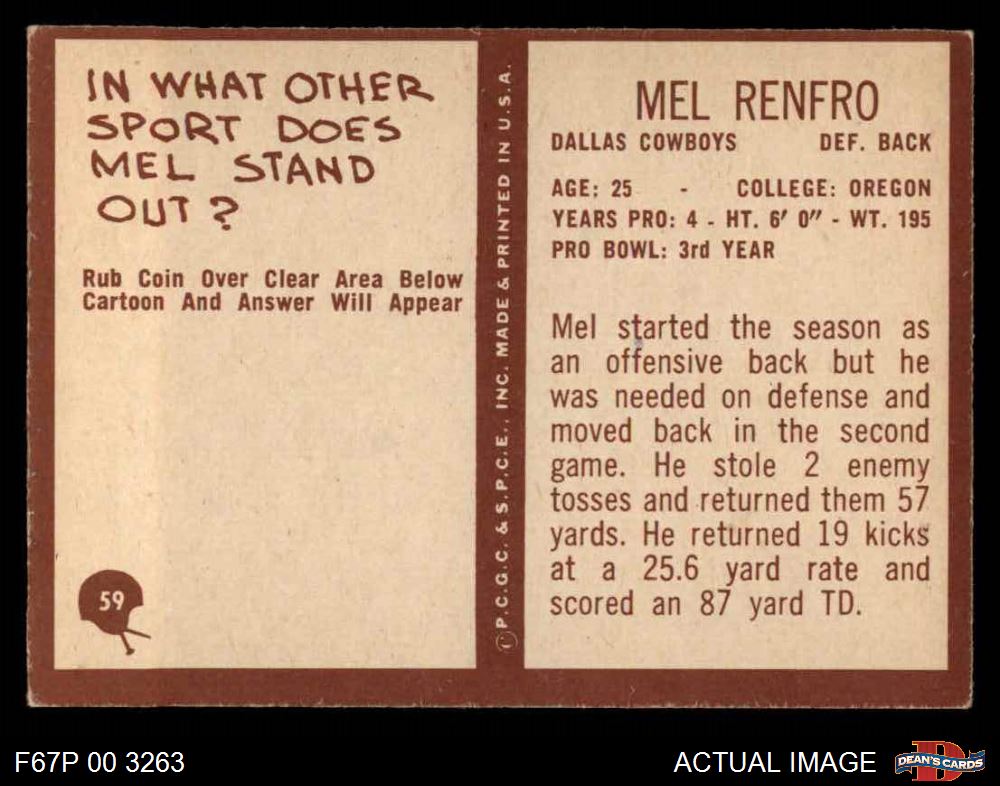 IN WHAT OTHER
SPORT DOES
MEL STAND
OUT?
Rub Coin Over Clear Area Below
Cartoon And Answer Will Appear
59
Ⓒ P.C.G.C. & S.P.C.E., INC. MADE & PRINTED IN U.S.A.
MEL RENFRO
DALLAS COWBOYS DEF. BACK
AGE: 25 - COLLEGE: OREGON
YEARS PRO: 4 - HT. 6' 0" - WT. 195
PRO BOWL: 3rd YEAR
Mel started the season as
an offensive back but he
was needed on defense and
moved back in the second
game. He stole 2 enemy
tosses and returned them 57
yards. He returned 19 kicks
at a 25.6 yard rate and
scored an 87 yard TD.
F67P 00 3263
ACTUAL IMAGE
DEAN'S CARDS